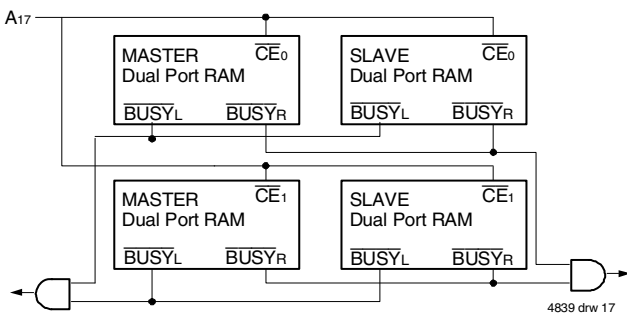 A17
MASTER CE0 SLAVE CE0
Dual Port RAM Dual Port RAM
BUSYL BUSYR BUSYL BUSYR
MASTER CE1 SLAVE CE1
Dual Port RAM Dual Port RAM
BUSYL BUSYR BUSYL BUSYR
4839 drw 17